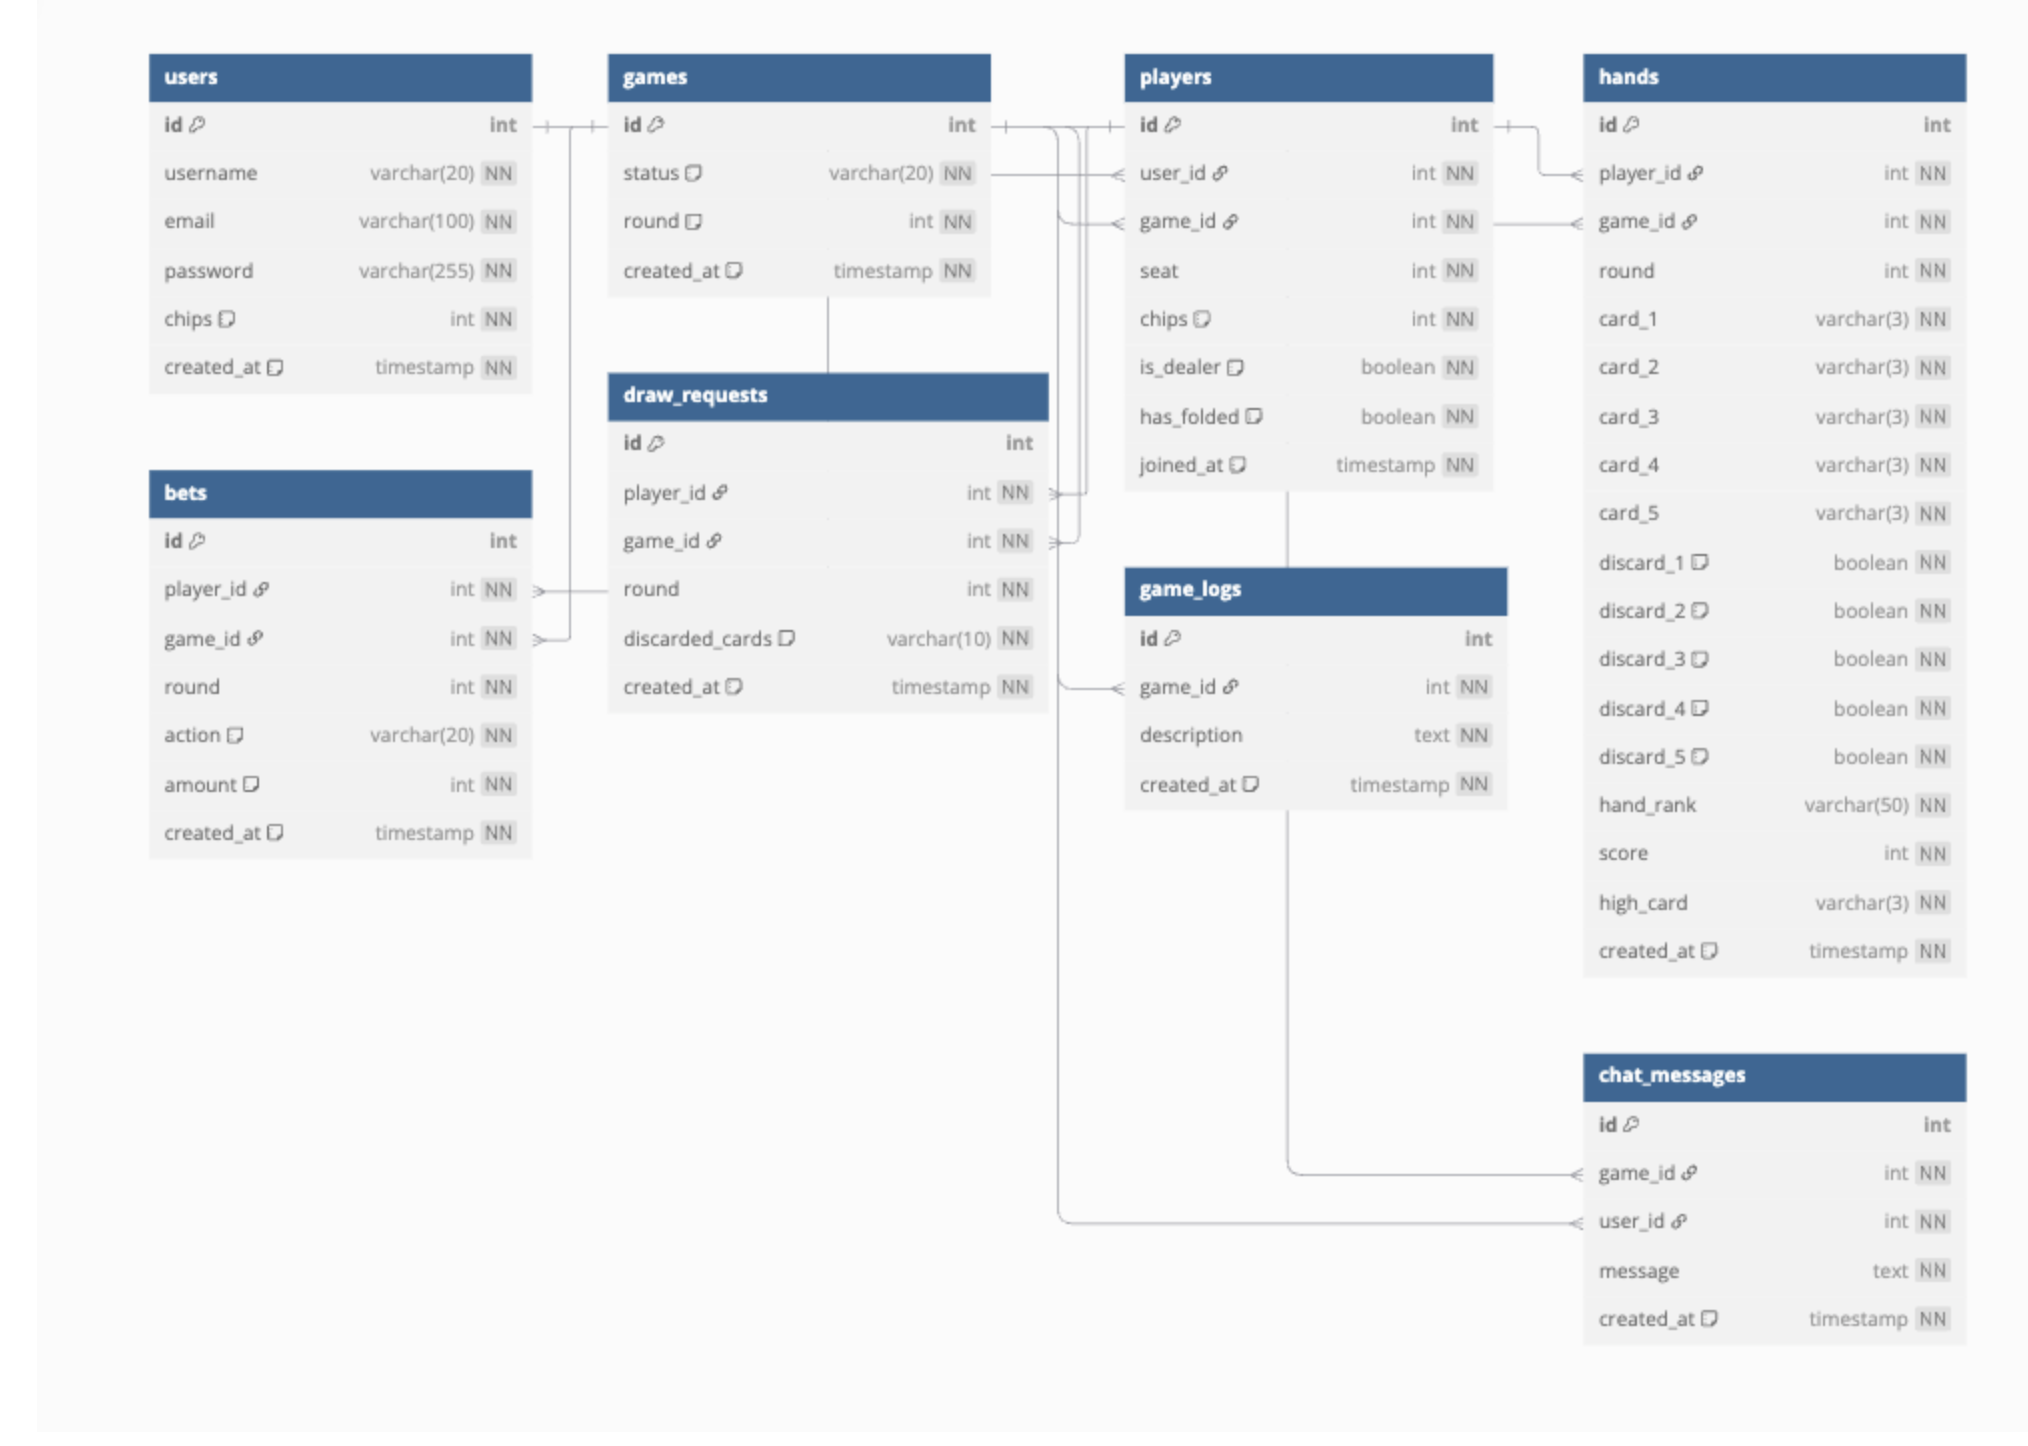 users
id int
username varchar(20) NN
email varchar(100) NN
password varchar(255) NN
chips int NN
created_at timestamp NN
games
id int
status varchar(20) NN
round int NN
created_at timestamp NN
players
id int
user_id int NN
game_id int NN
seat int NN
chips int NN
is_dealer boolean NN
has_folded boolean NN
joined_at timestamp NN
hands
id int
player_id int NN
game_id int NN
round int NN
card_1 varchar(3) NN
card_2 varchar(3) NN
card_3 varchar(3) NN
card_4 varchar(3) NN
card_5 varchar(3) NN
discard_1 boolean NN
discard_2 boolean NN
discard_3 boolean NN
discard_4 boolean NN
discard_5 boolean NN
hand_rank varchar(50) NN
score int NN
high_card varchar(3) NN
created_at timestamp NN
draw_requests
id int
player_id int NN
game_id int NN
round int NN
discarded_cards varchar(10) NN
created_at timestamp NN
bets
id int
player_id int NN
game_id int NN
round int NN
action varchar(20) NN
amount int NN
created_at timestamp NN
game_logs
id int
game_id int NN
description text NN
created_at timestamp NN
chat_messages
id int
game_id int NN
user_id int NN
message text NN
created_at timestamp NN